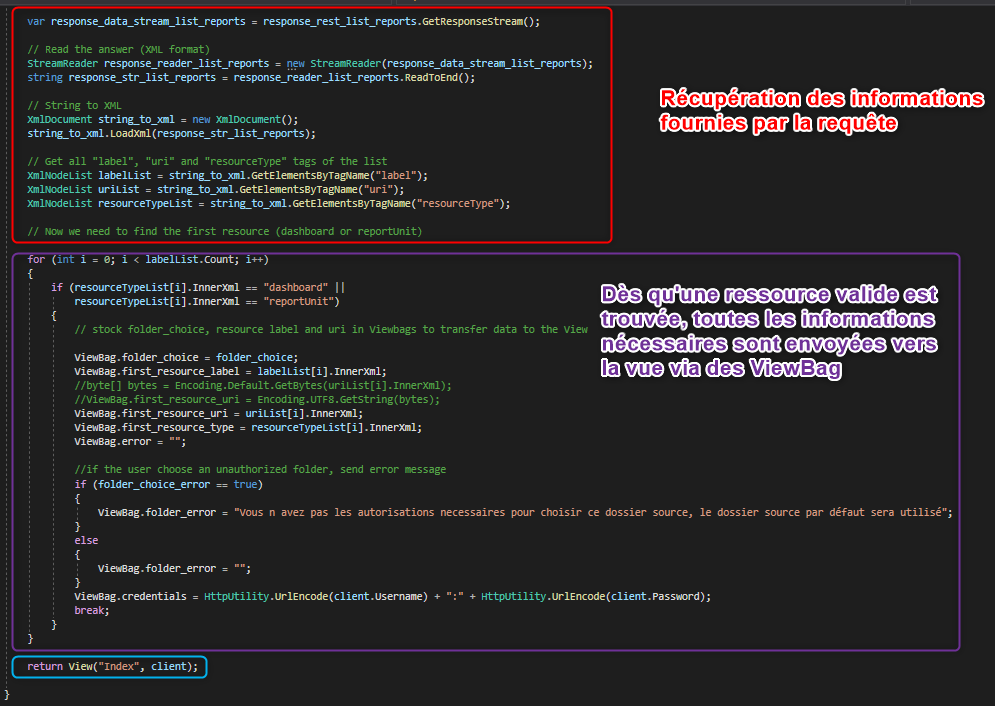 var response_data_stream_list_reports = response_rest_list_reports.GetResponseStream();
// Read the answer (XML format)
StreamReader response_reader_list_reports = new StreamReader(response_data_stream_list_reports);
string response_str_list_reports = response_reader_list_reports.ReadToEnd();
// String to XML
XmlDocument string_to_xml = new XmlDocument();
string_to_xml.LoadXml(response_str_list_reports);
// Get all "label", "uri" and "resourceType" tags of the list
XmlNodeList labelList = string_to_xml.GetElementsByTagName("label");
XmlNodeList uriList = string_to_xml.GetElementsByTagName("uri");
XmlNodeList resourceTypeList = string_to_xml.GetElementsByTagName("resourceType");
// Now we need to find the first resource (dashboard or reportUnit)
Récupération des informations
fournies par la requête
for (int i = 0; i < labelList.Count; i++)
{
if (resourceTypeList[i].InnerXml == "dashboard" ||
resourceTypeList[i].InnerXml == "reportUnit")
{
// stock folder_choice, resource label and uri in Viewbags to transfer data to the View
ViewBag.folder_choice = folder_choice;
ViewBag.first_resource_label = labelList[i].InnerXml;
//byte[] bytes = Encoding.Default.GetBytes(uriList[i].InnerXml);
//ViewBag.first_resource_uri = Encoding.UTF8.GetString(bytes);
ViewBag.first_resource_uri = uriList[i].InnerXml;
ViewBag.first_resource_type = resourceTypeList[i].InnerXml;
ViewBag.error = "";
//if the user choose an unauthorized folder, send error message
if (folder_choice_error == true)
{
ViewBag.folder_error = "Vous n avez pas les autorisations necessaires pour choisir ce dossier source, le dossier source par défaut sera utilisé";
}
else
{
ViewBag.folder_error = "";
}
ViewBag.credentials = HttpUtility.UrlEncode(client.Username) + ":" + HttpUtility.UrlEncode(client.Password);
break;
}
}
Dès qu'une ressource valide est
trouvée, toutes les informations
nécessaires sont envoyées vers
la vue via des ViewBag
return View("Index", client);
}